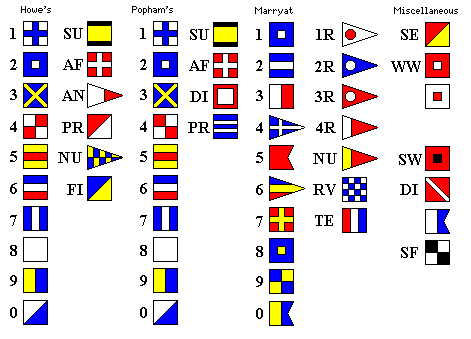 Howe's Popham's Marryat Miscellaneous
1 SU 1 SU 1 1R SE
2 AF 2 AF 2 2R WW
3 AN 3 DI 3 3R
4 PR 4 PR 4 4R
5 NU 5 5 NU SW
6 FI 6 6 RV DI
7 7 7 TE
8 8 8 SF
9 9 9
0 0 0